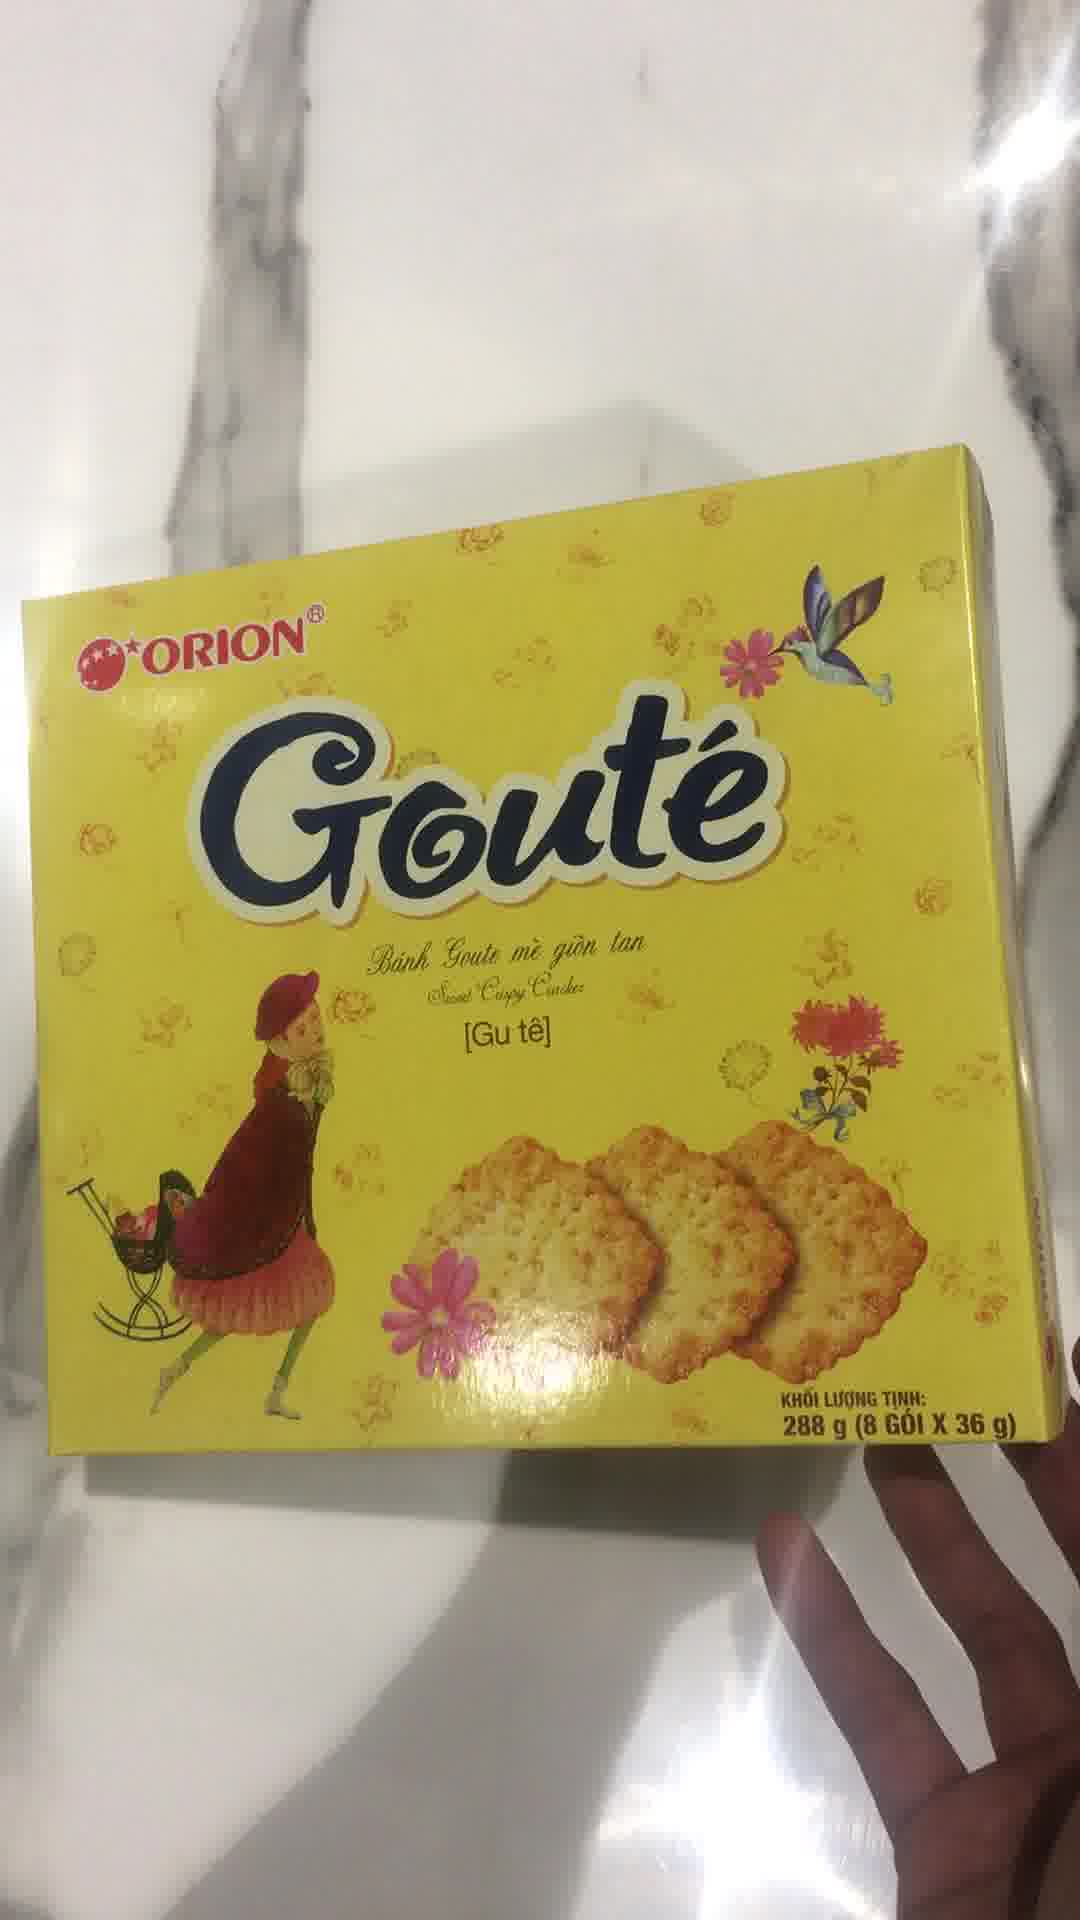 ORION®
Gouté
Bánh Goute mè giòn tan
Sweet Crispy Cracker
[Gu tê]
KHỐI LƯỢNG TỊNH:
288 g (8 GÓI X 36 g)